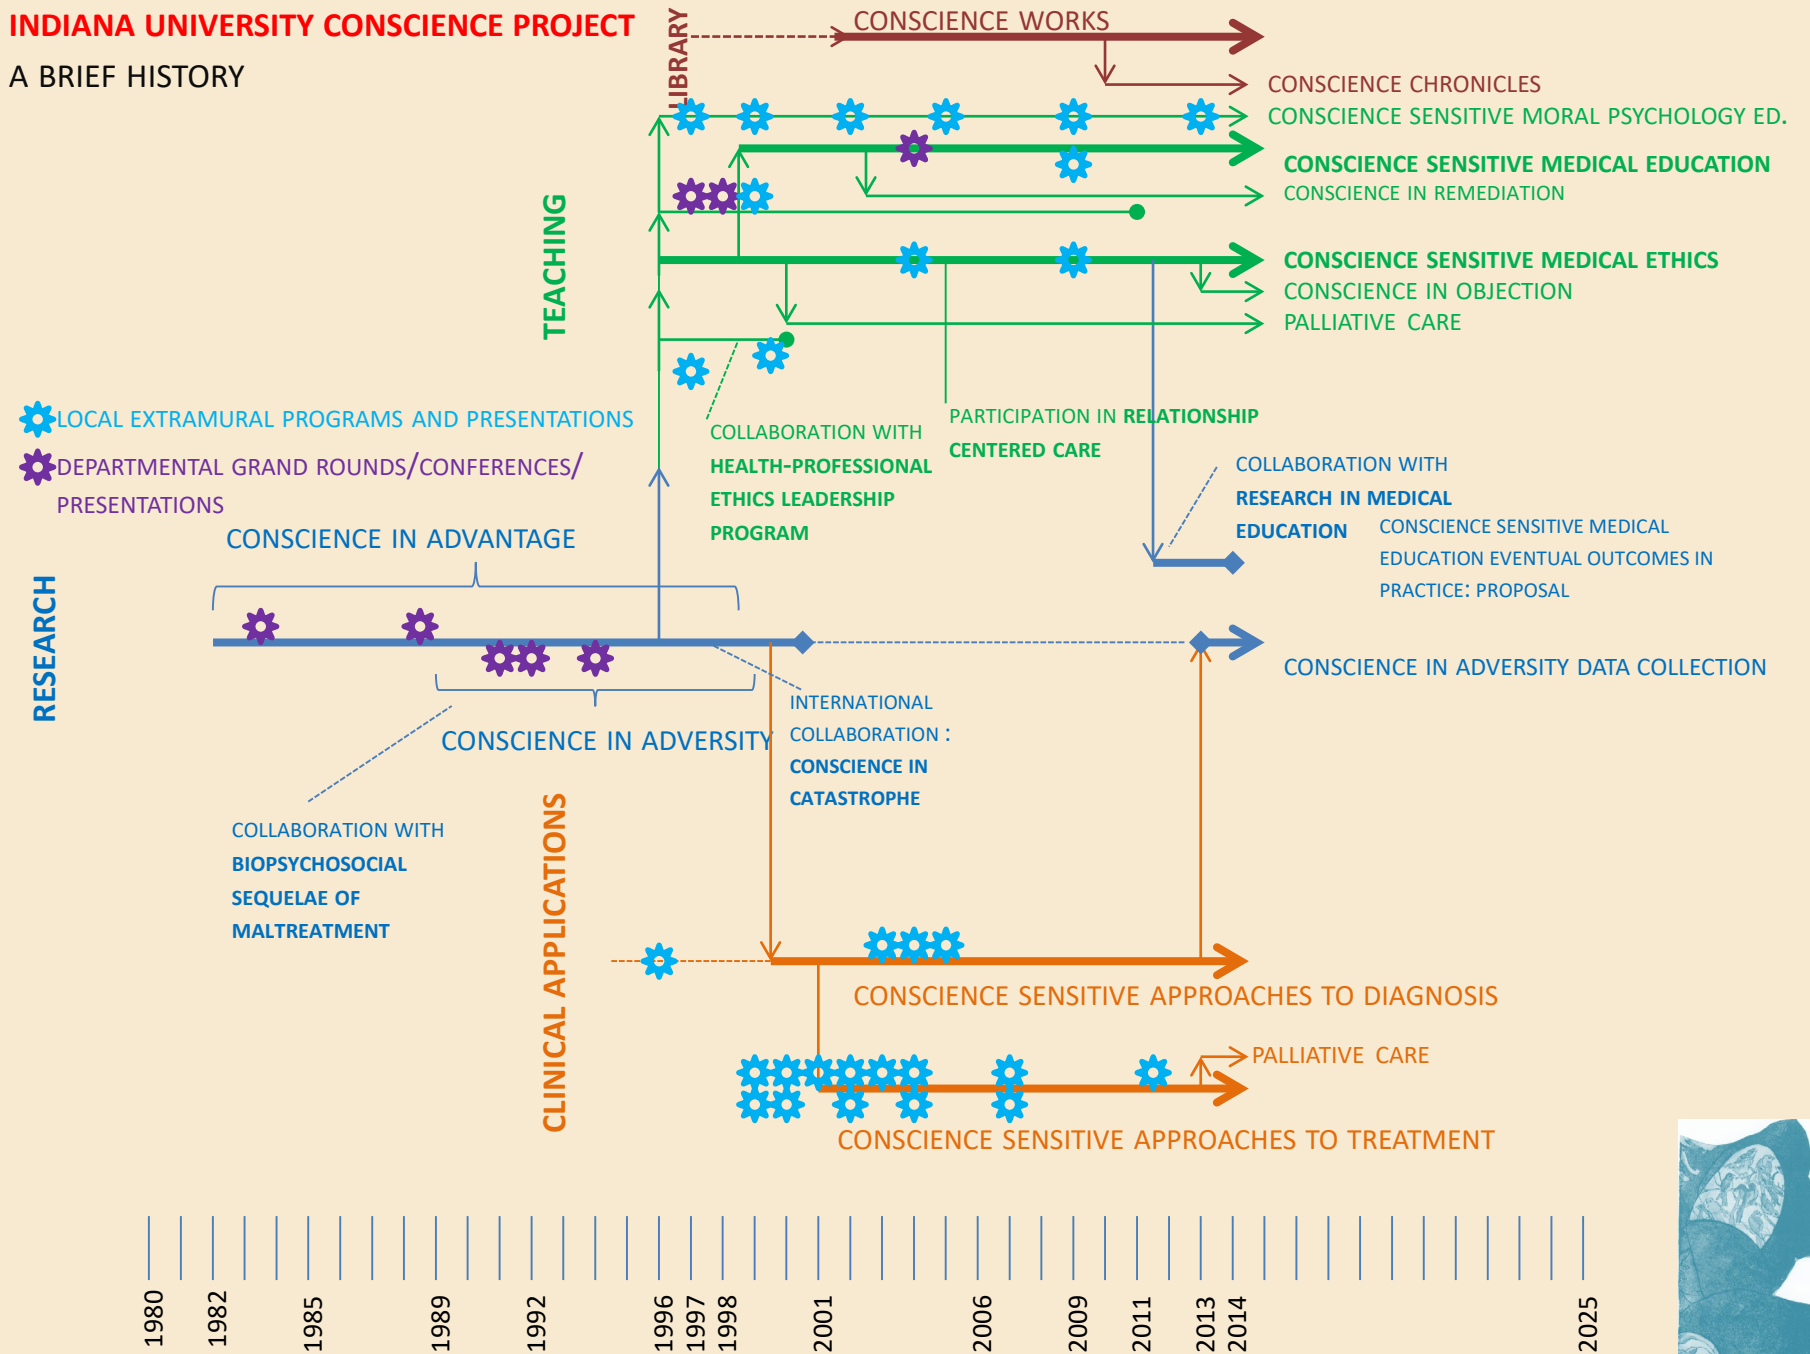 INDIANA UNIVERSITY CONSCIENCE PROJECT
A BRIEF HISTORY
LIBRARY
CONSCIENCE WORKS
CONSCIENCE CHRONICLES
CONSCIENCE SENSITIVE MORAL PSYCHOLOGY ED.
CONSCIENCE SENSITIVE MEDICAL EDUCATION
CONSCIENCE IN REMEDIATION
TEACHING
CONSCIENCE SENSITIVE MEDICAL ETHICS
CONSCIENCE IN OBJECTION
PALLIATIVE CARE
LOCAL EXTRAMURAL PROGRAMS AND PRESENTATIONS
DEPARTMENTAL GRAND ROUNDS/CONFERENCES/
PRESENTATIONS
COLLABORATION WITH
HEALTH-PROFESSIONAL
ETHICS LEADERSHIP
PROGRAM
PARTICIPATION IN RELATIONSHIP
CENTERED CARE
COLLABORATION WITH
RESEARCH IN MEDICAL
EDUCATION
CONSCIENCE SENSITIVE MEDICAL
EDUCATION EVENTUAL OUTCOMES IN
PRACTICE: PROPOSAL
RESEARCH
CONSCIENCE IN ADVANTAGE
CONSCIENCE IN ADVERSITY DATA COLLECTION
CONSCIENCE IN ADVERSITY
INTERNATIONAL
COLLABORATION :
CONSCIENCE IN
CATASTROPHE
COLLABORATION WITH
BIOPSYCHOSOCIAL
SEQUELAE OF
MALTREATMENT
CLINICAL APPLICATIONS
CONSCIENCE SENSITIVE APPROACHES TO DIAGNOSIS
PALLIATIVE CARE
CONSCIENCE SENSITIVE APPROACHES TO TREATMENT
1980
1982
1985
1989
1992
1996
1997
1998
2001
2006
2009
2011
2013
2014
2025